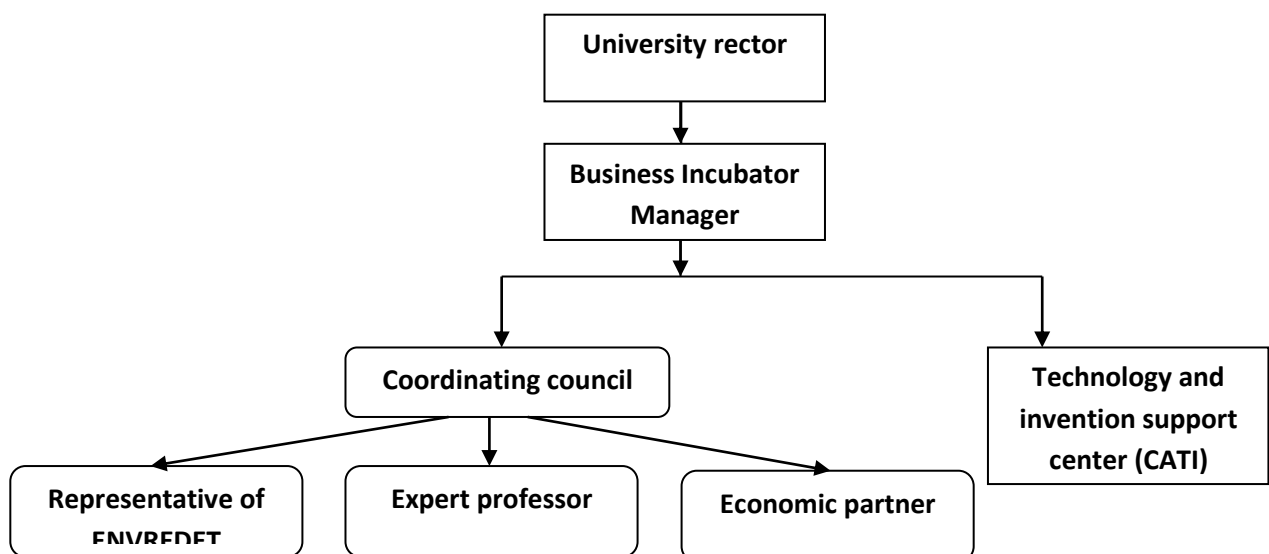 University rector
Business Incubator
Manager
Coordinating council
Technology and
invention support
center (CATI)
Representative of
Expert professor
Economic partner